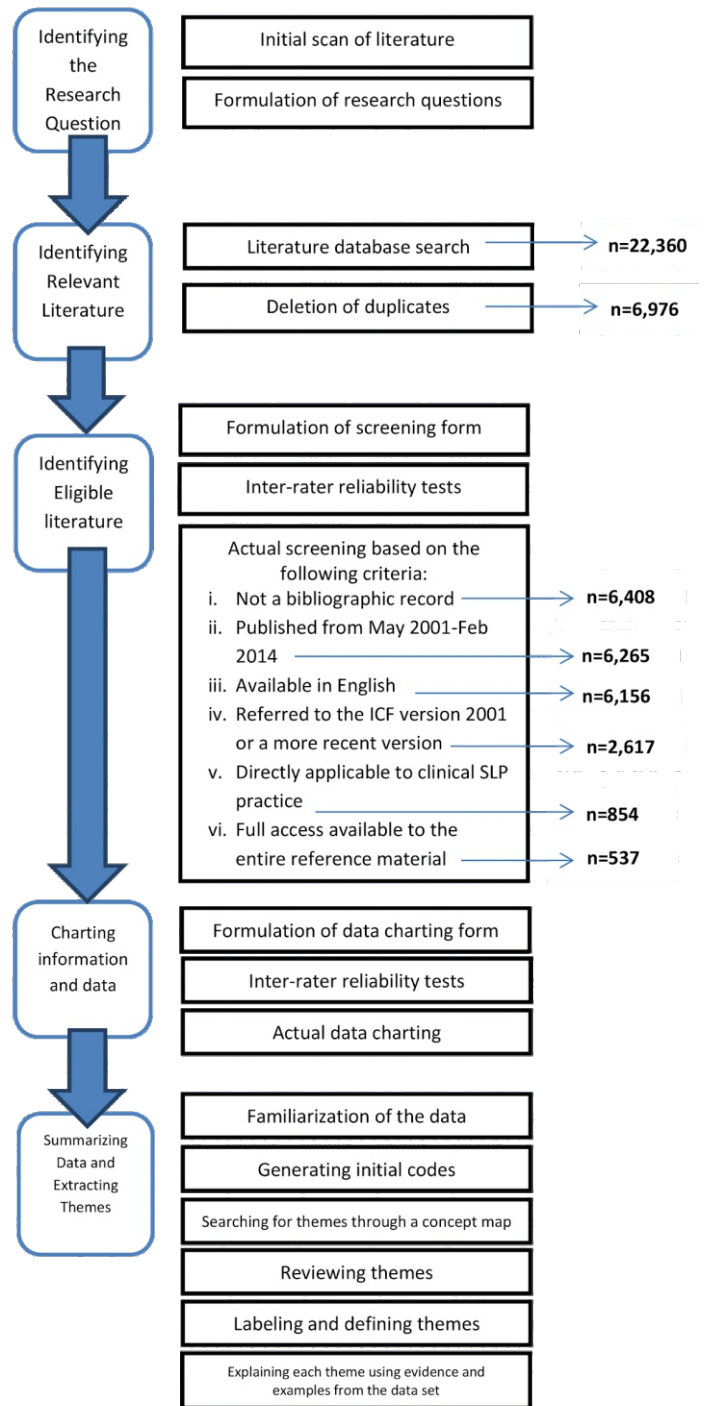 Identifying
the
Research
Question
Initial scan of literature
Formulation of research questions
Identifying
Relevant
Literature
Literature database search
n=22,360
Deletion of duplicates
n=6,976
Identifying
Eligible
literature
Formulation of screening form
Inter-rater reliability tests
Actual screening based on the
following criteria:
i. Not a bibliographic record
n=6,408
ii. Published from May 2001-Feb
2014
n=6,265
iii. Available in English
n=6,156
iv. Referred to the ICF version 2001
or a more recent version
n=2,617
v. Directly applicable to clinical SLP
practice
n=854
vi. Full access available to the
entire reference material
n=537
Charting
information
and data
Formulation of data charting form
Inter-rater reliability tests
Actual data charting
Summarizing
Data and
Extracting
Themes
Familiarization of the data
Generating initial codes
Searching for themes through a concept map
Reviewing themes
Labeling and defining themes
Explaining each theme using evidence and
examples from the data set